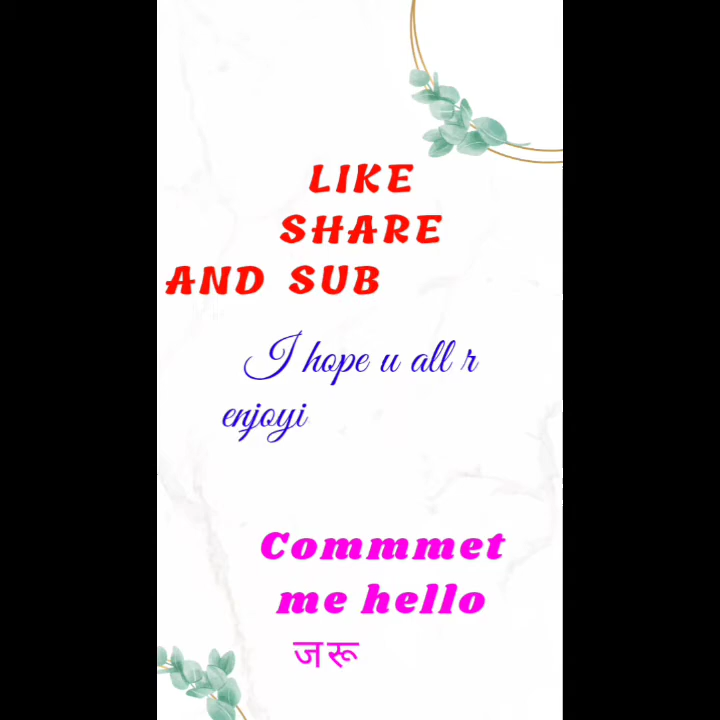 LIKE
SHARE
AND SUB
I hope u all r
enjoyi
Commmet
me hello
जरू